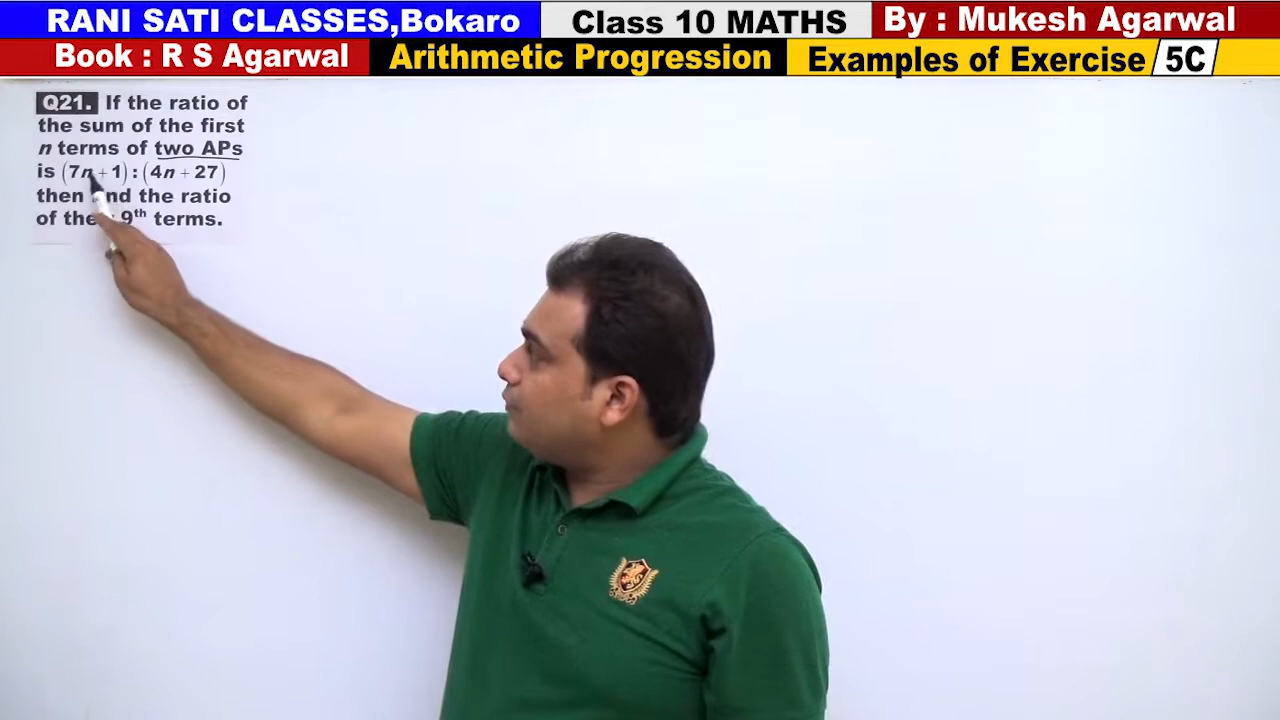 RANI SATI CLASSES,Bokaro
Class 10 MATHS
By : Mukesh Agarwal
Book : R S Agarwal
Arithmetic Progression
Examples of Exercise 5C
Q21. If the ratio of
the sum of the first
n terms of two APs
is (7n + 1) : (4n + 27)
then find the ratio
of their 9th terms.